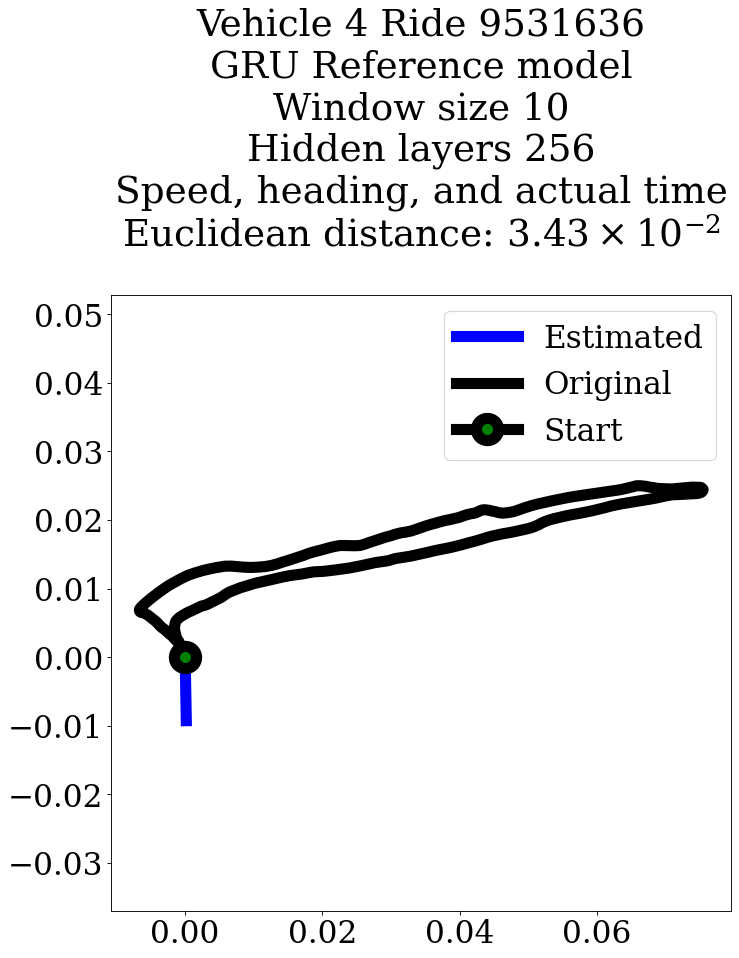 Vehicle 4 Ride 9531636
GRU Reference model
Window size 10
Hidden layers 256
Speed, heading, and actual time
Euclidean distance: 3.43 × 10⁻²
Estimated
Original
Start
0.05
0.04
0.03
0.02
0.01
0.00
−0.01
−0.02
−0.03
0.00 0.02 0.04 0.06